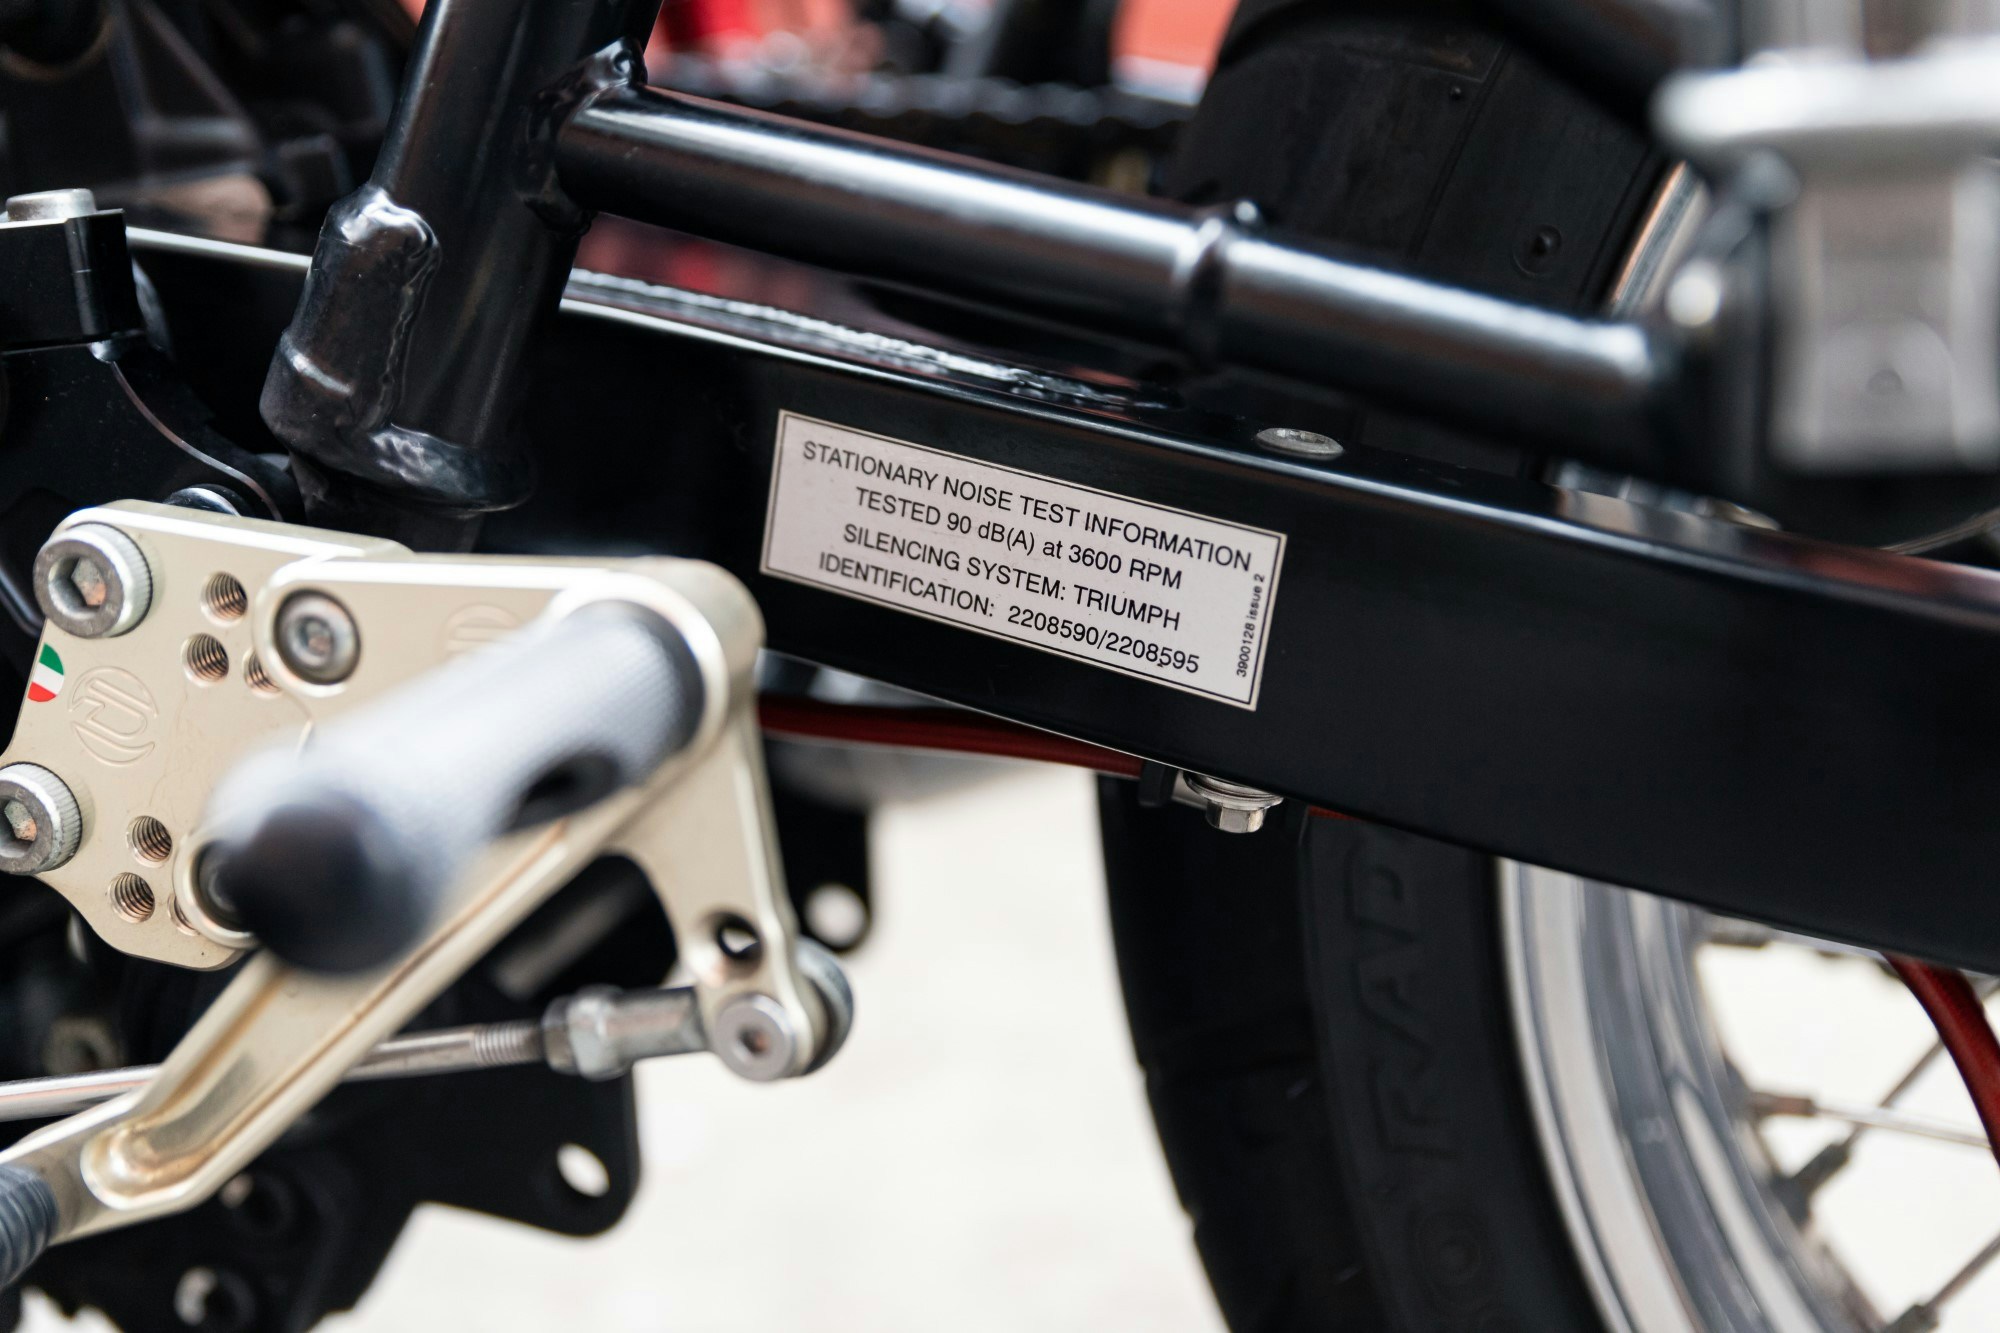 STATIONARY NOISE TEST INFORMATION
TESTED 90 dB(A) at 3600 RPM
SILENCING SYSTEM: TRIUMPH
IDENTIFICATION: 2208590/2208595
3900128 issue 2
TRAD